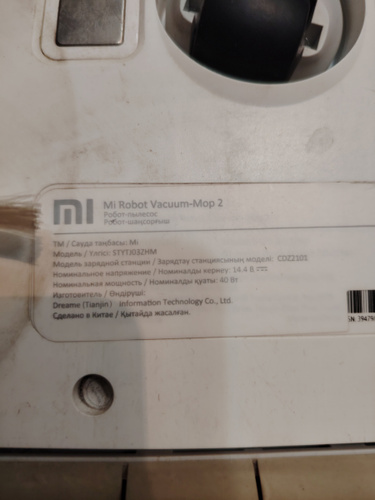 mi Mi Robot Vacuum-Mop 2
Робот-пылесос
Робот-шаңсорғыш
ТМ / Сауда таңбасы: Mi
Модель / Үлгісі: STYTJ03ZHM
Модель зарядной станции / Зарядтау станциясының моделі: CDZ2101
Номинальное напряжение / Номиналды кернеу: 14.4 В
Номинальная мощность / Номиналды қуаты: 40 Вт
Изготовитель / Өндіруші:
Dreame (Tianjin) Information Technology Co., Ltd.
Сделано в Китае / Қытайда жасалған.